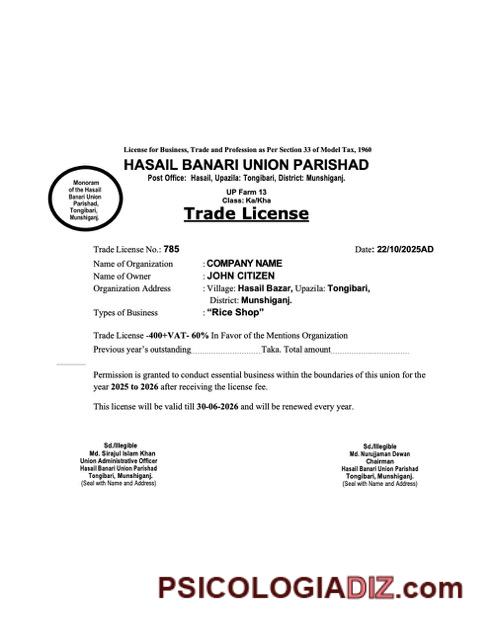 License for Business, Trade and Profession as Per Section 33 of Model Tax, 1960
HASAIL BANARI UNION PARISHAD
Post Office: Hasail, Upazila: Tongibari, District: Munshiganj.
Monoram
of the Hasail
Banari Union
Parishad,
Tongibari,
Munshiganj.
UP Farm 13
Class: Ka/Kha
Trade License
Trade License No.: 785 Date: 22/10/2025AD
Name of Organization : COMPANY NAME
Name of Owner : JOHN CITIZEN
Organization Address : Village: Hasail Bazar, Upazila: Tongibari,
District: Munshiganj.
Types of Business : “Rice Shop”
Trade License -400+VAT- 60% In Favor of the Mentions Organization
Previous year’s outstanding..............................Taka. Total amount..................................
Permission is granted to conduct essential business within the boundaries of this union for the
year 2025 to 2026 after receiving the license fee.
This license will be valid till 30-06-2026 and will be renewed every year.
Sd./Illegible
Md. Sirajul Islam Khan
Union Administrative Officer
Hasail Banari Union Parishad
Tongibari, Munshiganj.
(Seal with Name and Address)
Sd./Illegible
Md. Nurujjaman Dewan
Chairman
Hasail Banari Union Parishad
Tongibari, Munshiganj.
(Seal with Name and Address)
PSICOLOGIADIZ.com